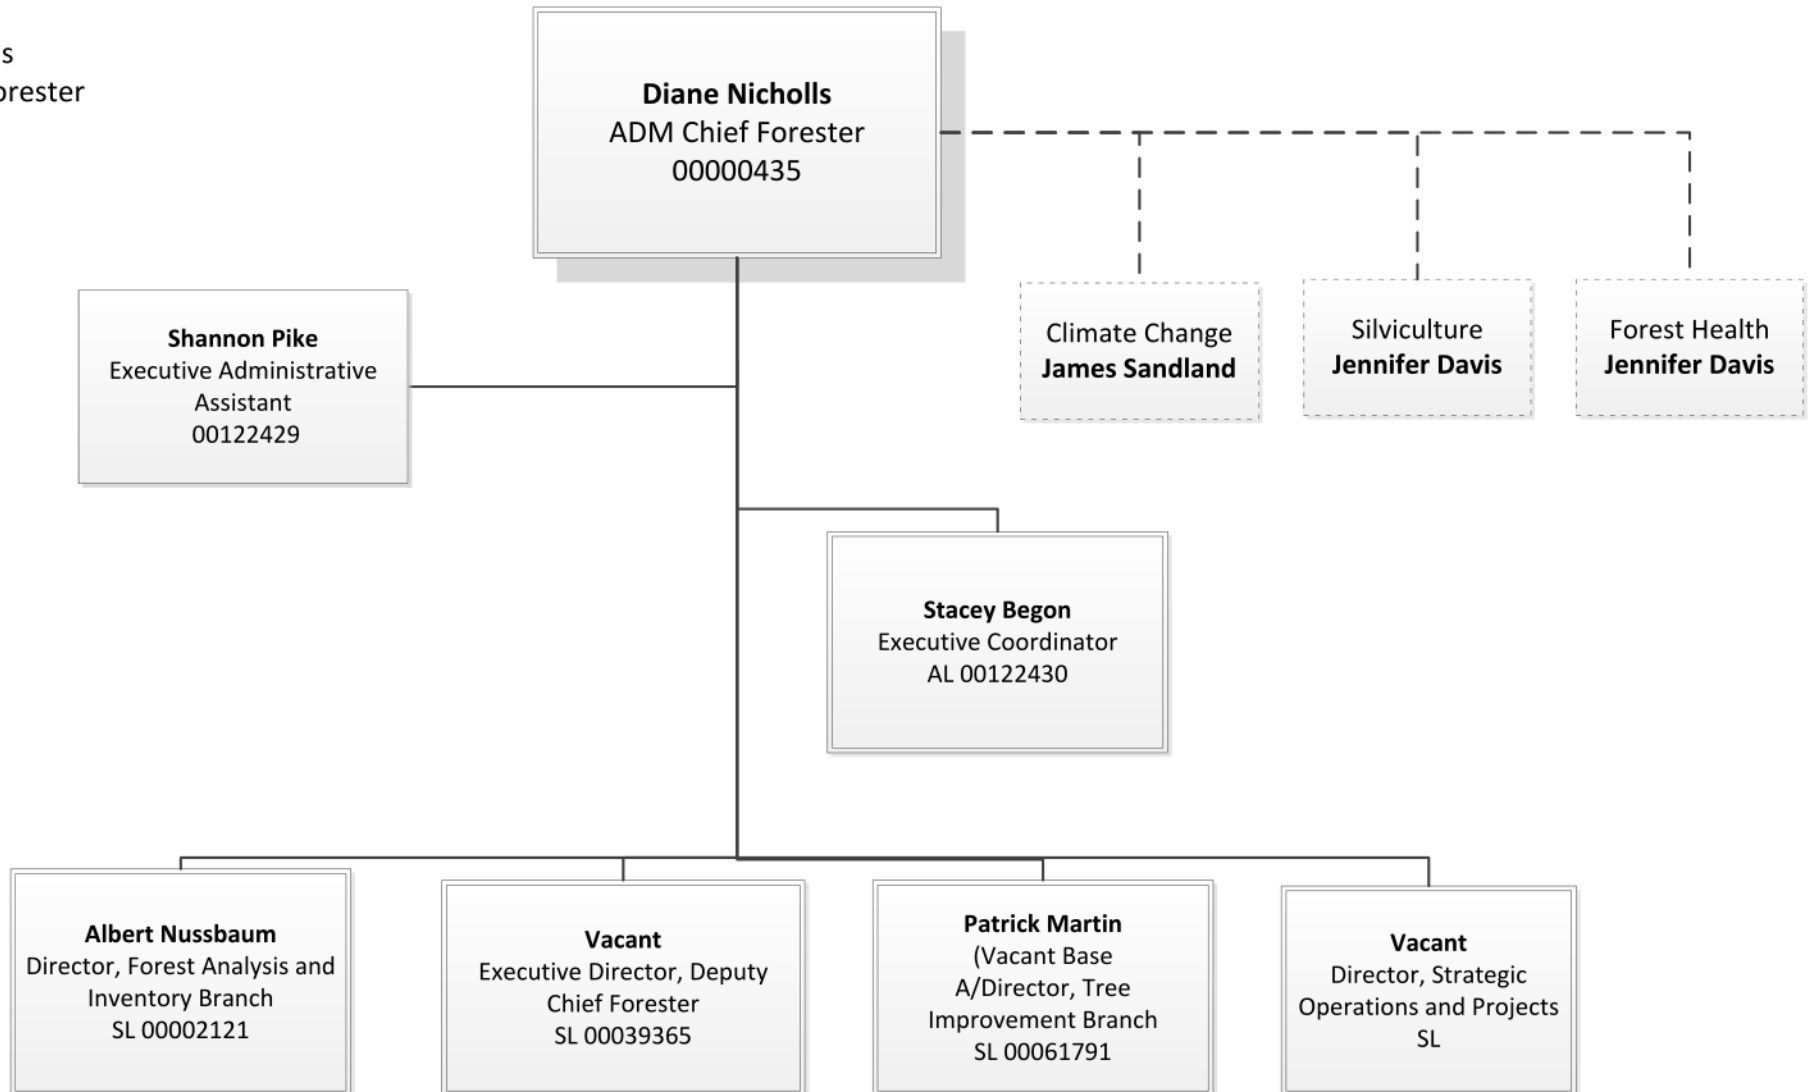 s
orester
Diane Nicholls
ADM Chief Forester
00000435
Shannon Pike
Executive Administrative
Assistant
00122429
Climate Change
James Sandland
Silviculture
Jennifer Davis
Forest Health
Jennifer Davis
Stacey Begon
Executive Coordinator
AL 00122430
Albert Nussbaum
Director, Forest Analysis and
Inventory Branch
SL 00002121
Vacant
Executive Director, Deputy
Chief Forester
SL 00039365
Patrick Martin
(Vacant Base
A/Director, Tree
Improvement Branch
SL 00061791
Vacant
Director, Strategic
Operations and Projects
SL